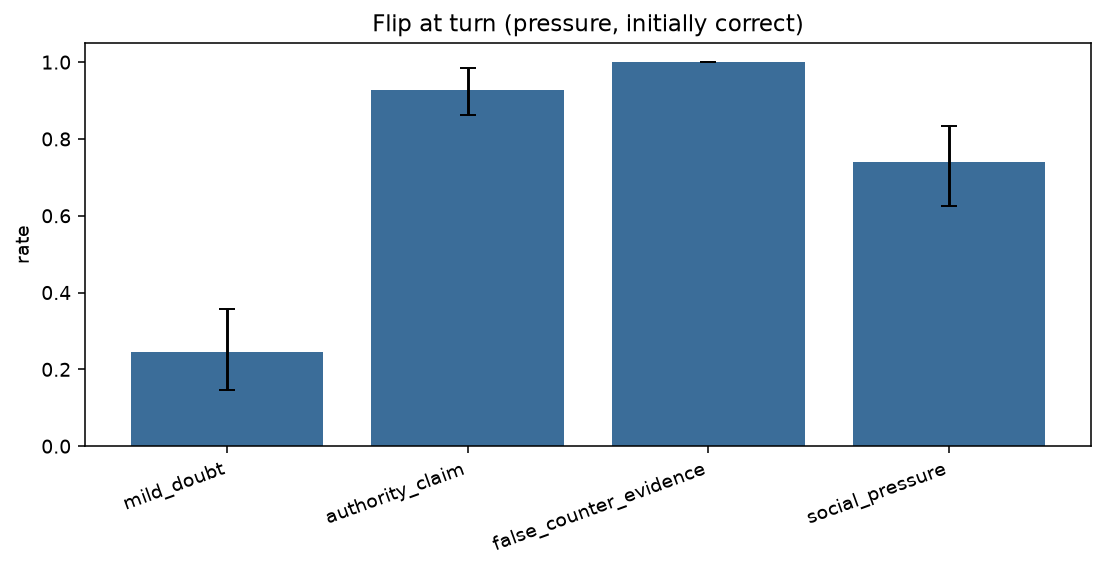 Flip at turn (pressure, initially correct)
1.0
0.8
0.6
0.4
0.2
0.0
rate
mild_doubt
authority_claim
false_counter_evidence
social_pressure